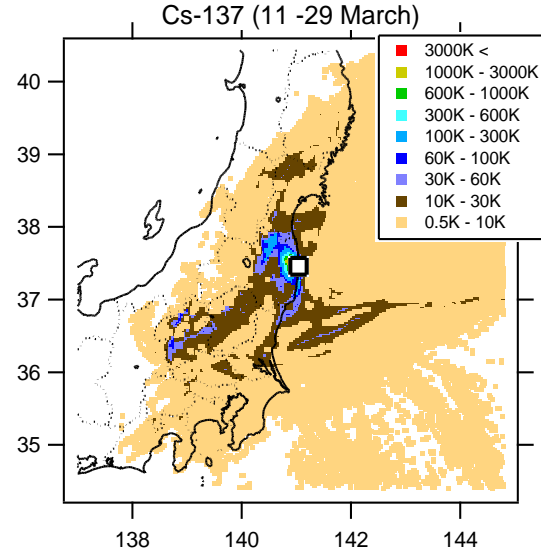 Cs-137 (11 -29 March)
3000K <
1000K - 3000K
600K - 1000K
300K - 600K
100K - 300K
60K - 100K
30K - 60K
10K - 30K
0.5K - 10K
40
39
38
37
36
35
138 140 142 144